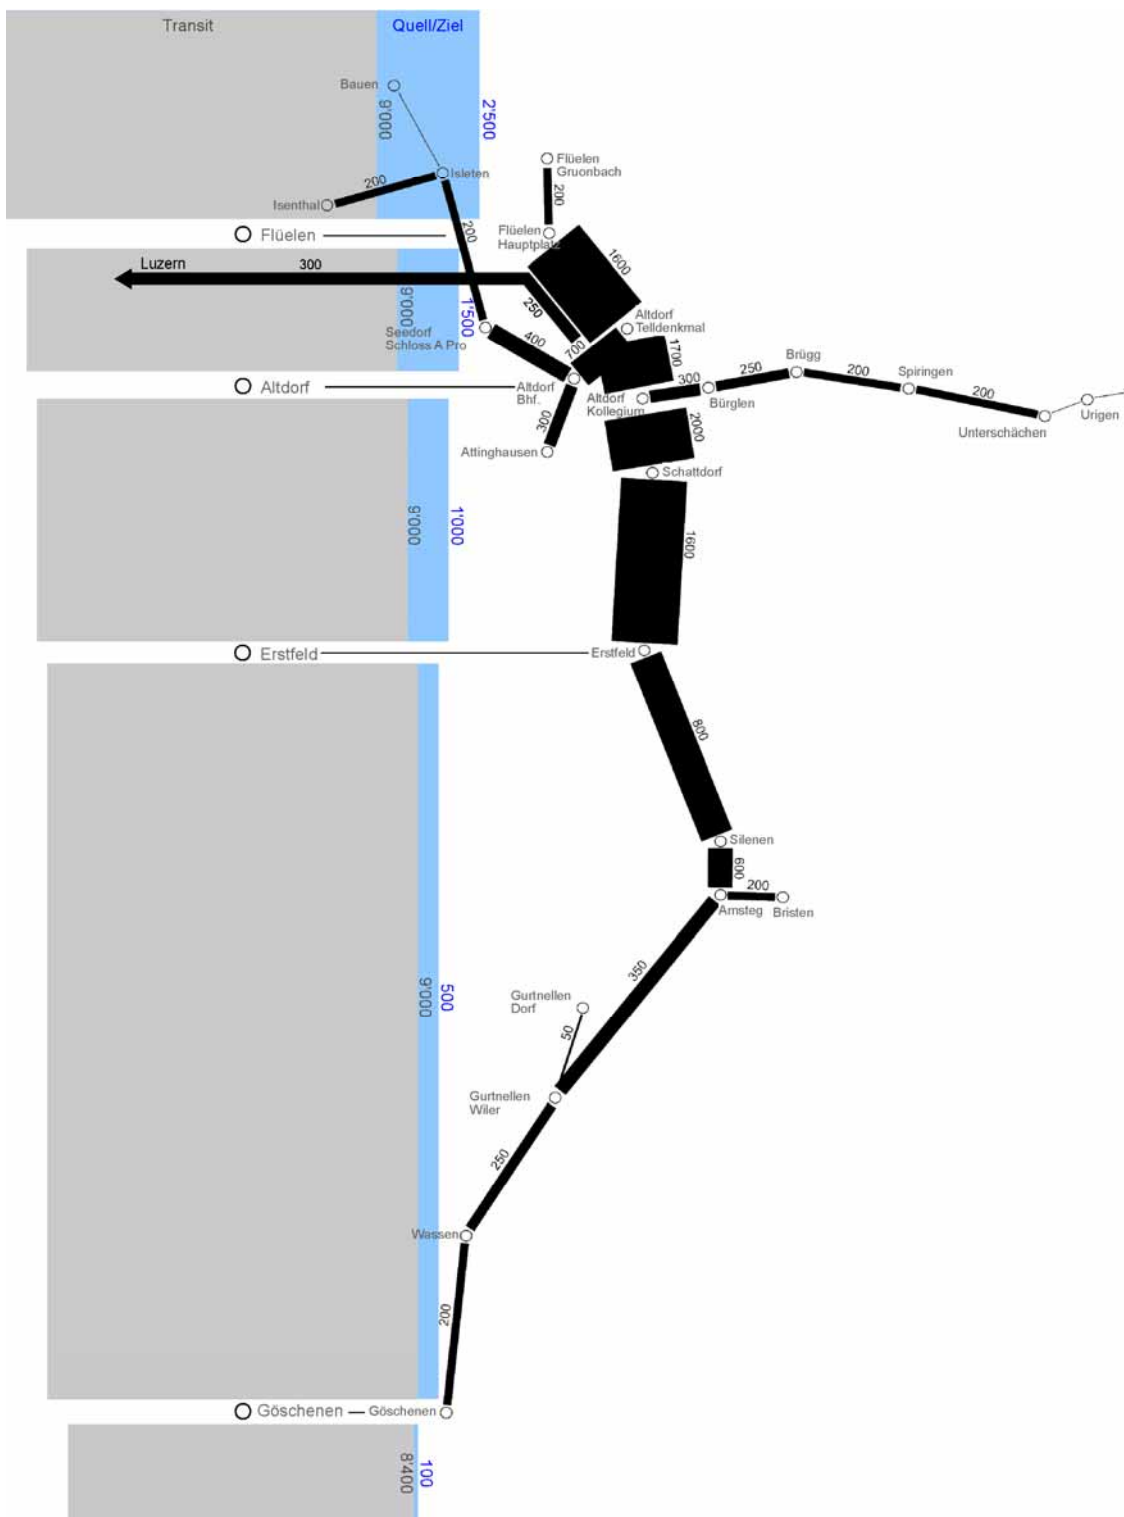 Transit
Quell/Ziel
Bauen
9'000
2'500
Flüelen
Gruonbach
Isleten
200
200
Isenthal
Flüelen
Hauptplatz
200
Flüelen
1600
Luzern
300
9'000
1'500
250
Altdorf
Telldenkmal
Seedorf
Schloss A Pro
400
700
1700
Brügg
250
200
Spiringen
Altdorf
Altdorf
Bhf.
Altdorf
Kollegium
300
Bürglen
200
Unterschächen
Urigen
300
2000
Attinghausen
Schattdorf
9'000
1'000
1600
Erstfeld
Erstfeld
800
Silenen
600
200
Amsteg
Bristen
350
9'000
500
Gurtnellen
Dorf
50
Gurtnellen
Wiler
250
Wassen
200
Göschenen
Göschenen
8'400
100